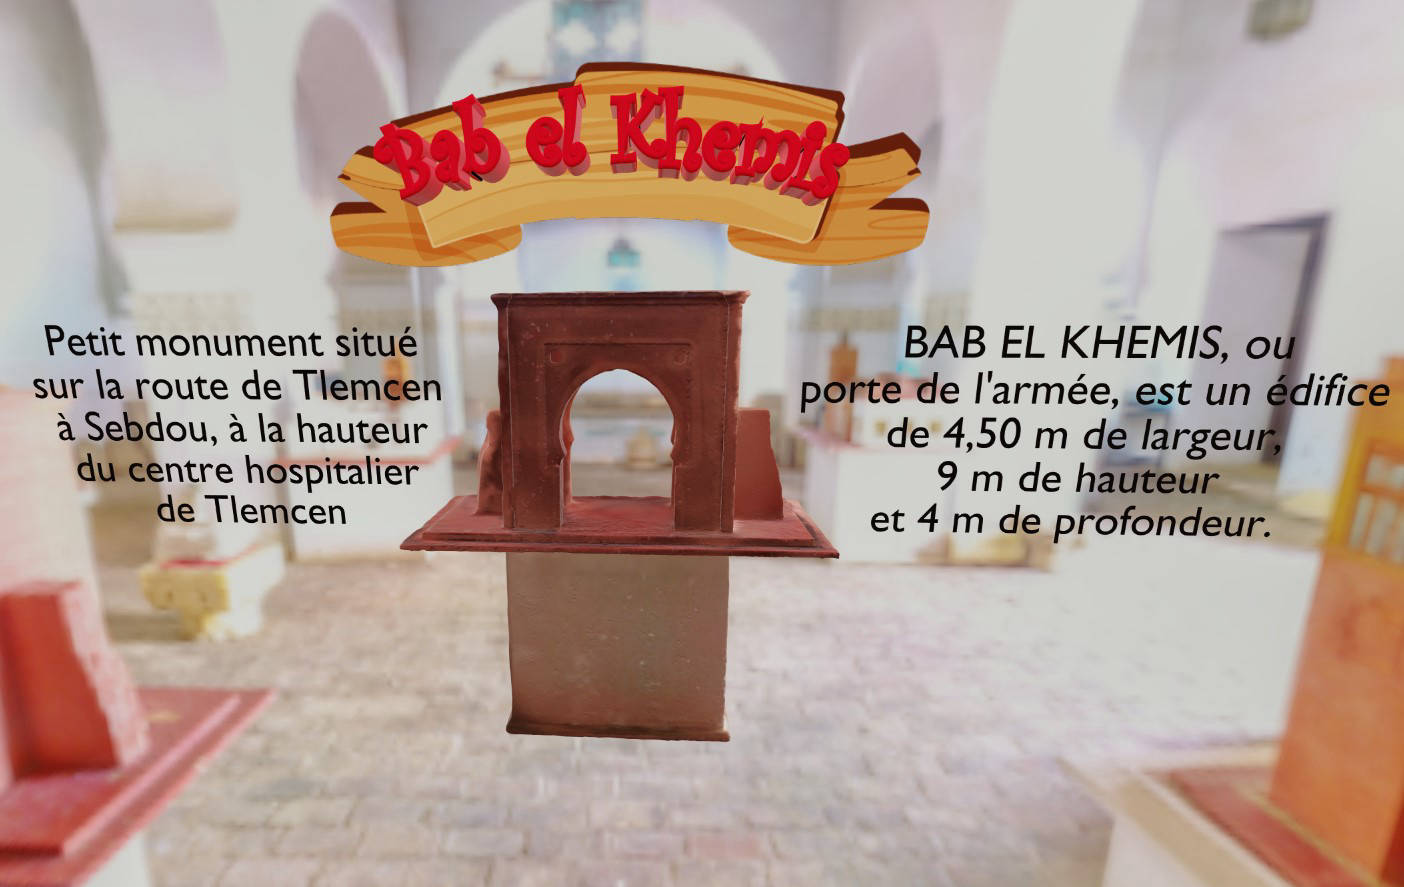 Bab el Khemis
Petit monument situé
sur la route de Tlemcen
à Sebdou, à la hauteur
du centre hospitalier
de Tlemcen
BAB EL KHEMIS, ou
porte de l'armée, est un édifice
de 4,50 m de largeur,
9 m de hauteur
et 4 m de profondeur.